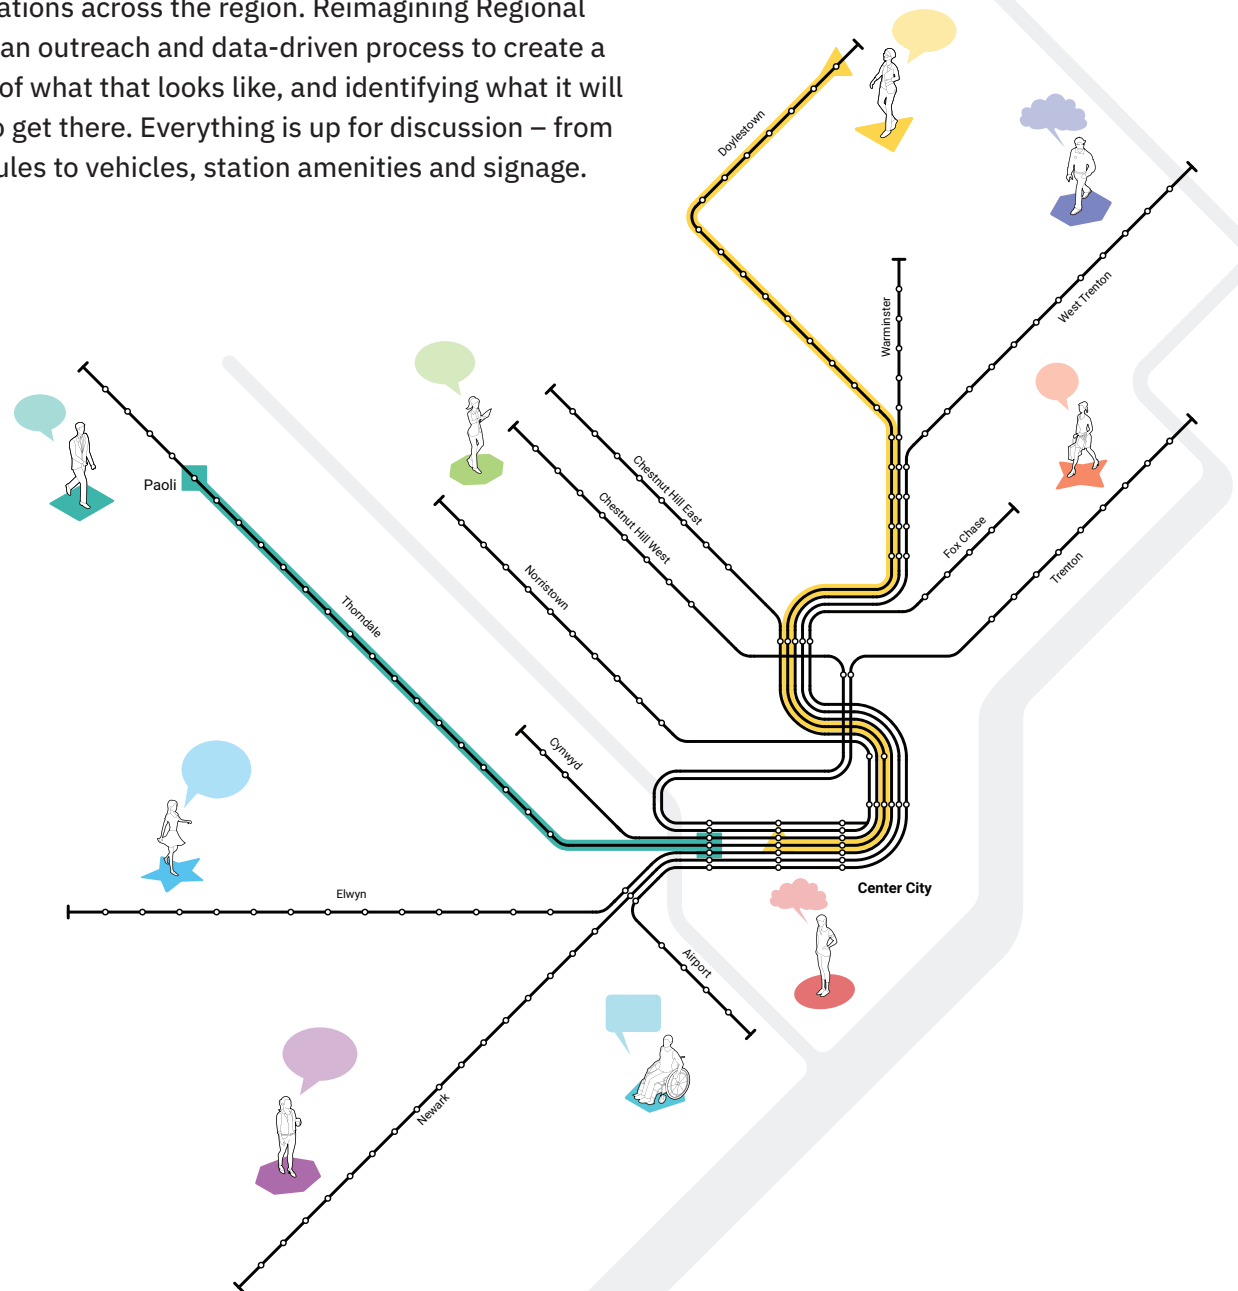 ations across the region. Reimagining Regional
an outreach and data-driven process to create a
of what that looks like, and identifying what it will
o get there. Everything is up for discussion – from
ules to vehicles, station amenities and signage.
Doylestown
West Trenton
Warminster
Paoli
Chestnut Hill East
Chestnut Hill West
Fox Chase
Trenton
Norristown
Thorndale
Cynwyd
Elwyn
Center City
Airport
Newark